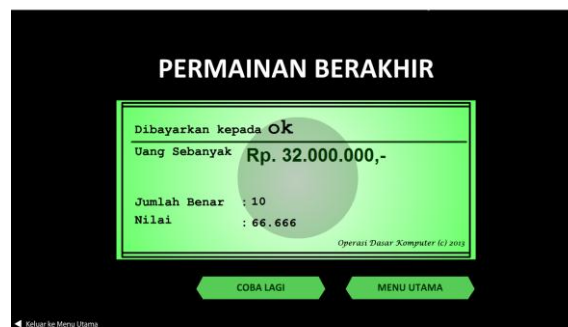 PERMAINAN BERAKHIR
Dibayarkan kepada ok
Uang Sebanyak Rp. 32.000.000,-
Jumlah Benar : 10
Nilai : 66.666
Operasi Dasar Komputer (c) 2013
COBA LAGI MENU UTAMA
Keluar ke Menu Utama